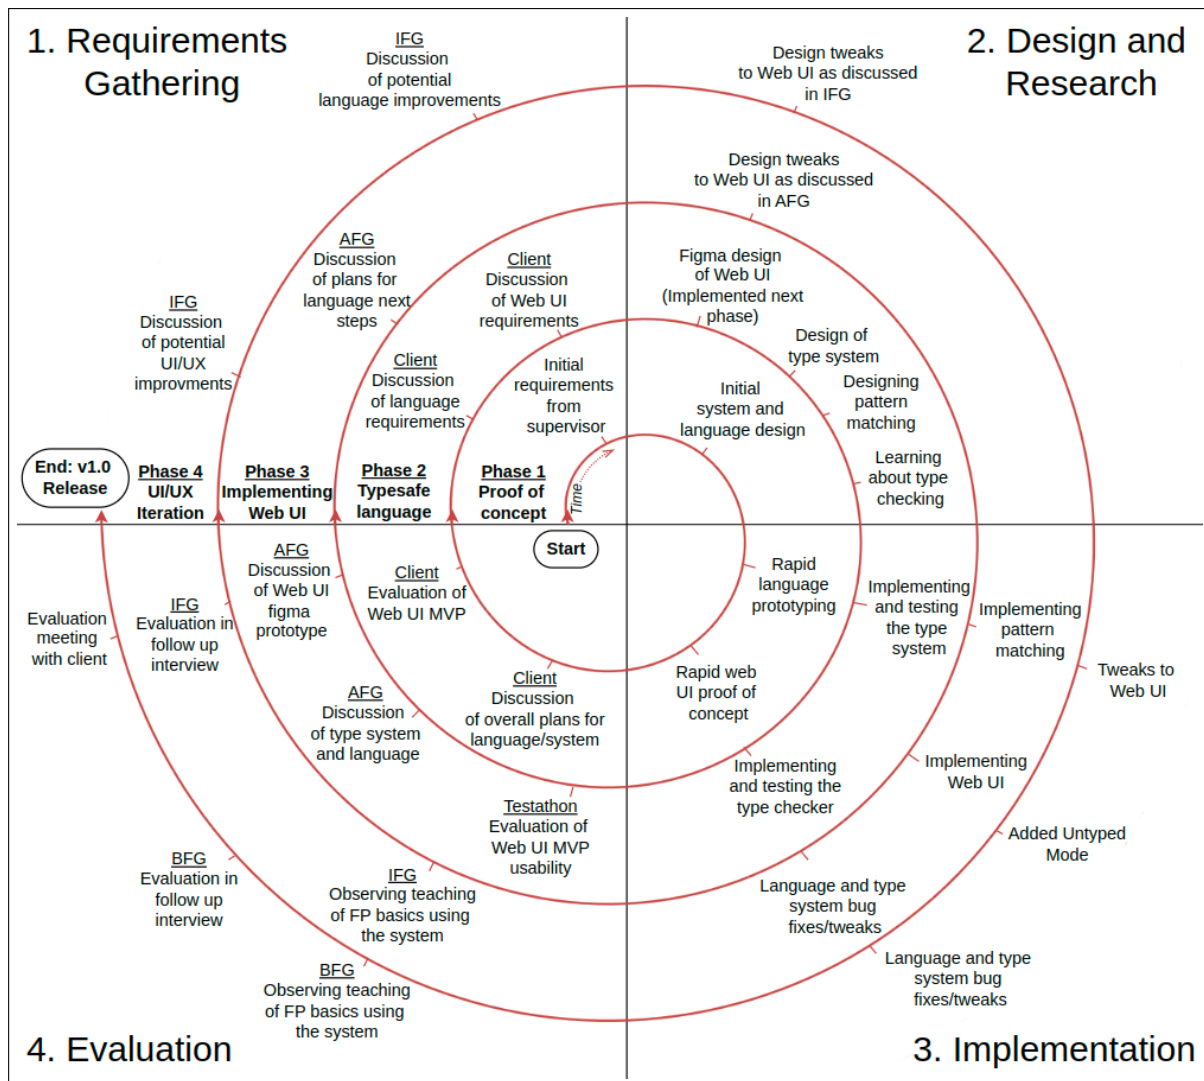 1. Requirements
Gathering
2. Design and
Research
IFG
Discussion
of potential
language improvements
Design tweaks
to Web UI as discussed
in IFG
Design tweaks
to Web UI as discussed
in AFG
AFG
Discussion
of plans for
language next
steps
Client
Discussion
of Web UI
requirements
Figma design
of Web UI
(Implemented next
phase)
IFG
Discussion
of potential
UI/UX
improvments
Client
Discussion
of language
requirements
Initial
requirements
from
supervisor
Initial
system and
language design
Design of
type system
Designing
pattern
matching
Learning
about type
checking
End: v1.0
Release
Phase 4
UI/UX
Iteration
Phase 3
Implementing
Web UI
Phase 2
Typesafe
language
Phase 1
Proof of
concept
Time
Start
Evaluation
meeting
with client
IFG
Evaluation in
follow up
interview
AFG
Discussion
of Web UI
figma
prototype
Client
Evaluation of
Web UI MVP
Rapid
language
prototyping
Implementing
and testing
the type
system
Implementing
pattern
matching
Tweaks to
Web UI
AFG
Discussion
of type system
and language
Client
Discussion
of overall plans for
language/system
Rapid web
UI proof of
concept
Implementing
and testing the
type checker
Implementing
Web UI
Added Untyped
Mode
BFG
Evaluation in
follow up
interview
IFG
Observing teaching
of FP basics using
the system
Testathon
Evaluation of
Web UI MVP
usability
Language and type
system bug
fixes/tweaks
BFG
Observing teaching
of FP basics using
the system
Language and type
system bug
fixes/tweaks
4. Evaluation
3. Implementation